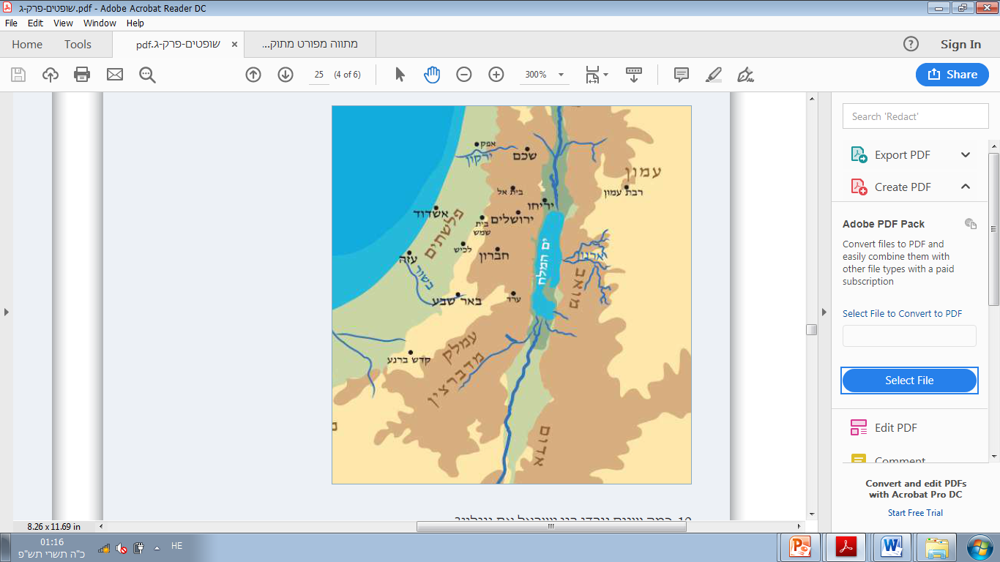 שופטים-פרק-ג.pdf - Adobe Acrobat Reader DC
File Edit View Window Help
Home Tools שופטים-פרק-ג.pdf × מתווה מפורט מתוק... ? Sign In
25 (4 of 6) 300% Share
אפק
ירקון
שכם
עמון
רבת עמון
בית אל
יריחו
ירושלים
אשדוד
פלשתים
בית
שמש
לכיש
חברון
עזה
בשור
ים המלח
ארנון
מואב
באר שבע
ערד
עמלק
מדבר צין
קדש ברנע
אדום
Search 'Redact'
Export PDF
Create PDF
Adobe PDF Pack
Convert files to PDF and
easily combine them with
other file types with a paid
subscription
Select File to Convert to PDF
Select File
Edit PDF
Comment
Convert and edit PDFs
with Acrobat Pro DC
Start Free Trial
8.26 x 11.69 in
01:16
כ"ה תשרי תש"פ
HE